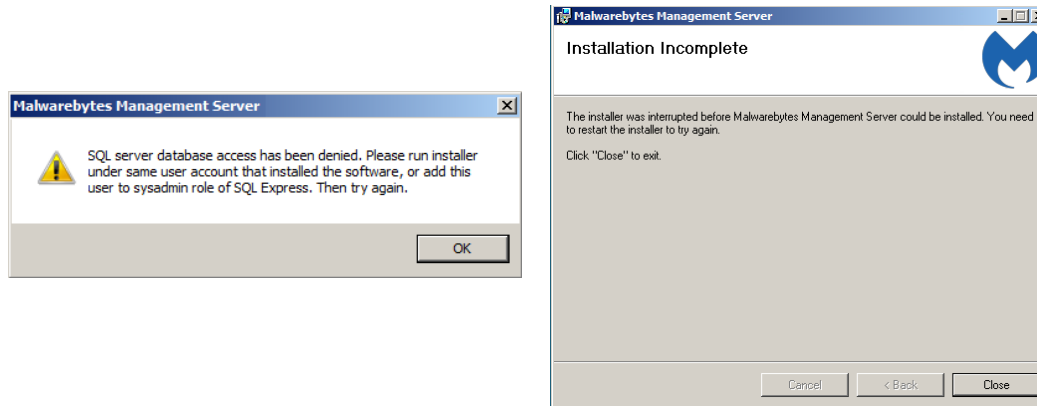 Malwarebytes Management Server
SQL server database access has been denied. Please run installer
under same user account that installed the software, or add this
user to sysadmin role of SQL Express. Then try again.
OK
Malwarebytes Management Server
Installation Incomplete
The installer was interrupted before Malwarebytes Management Server could be installed. You need
to restart the installer to try again.
Click "Close" to exit.
Cancel
< Back
Close